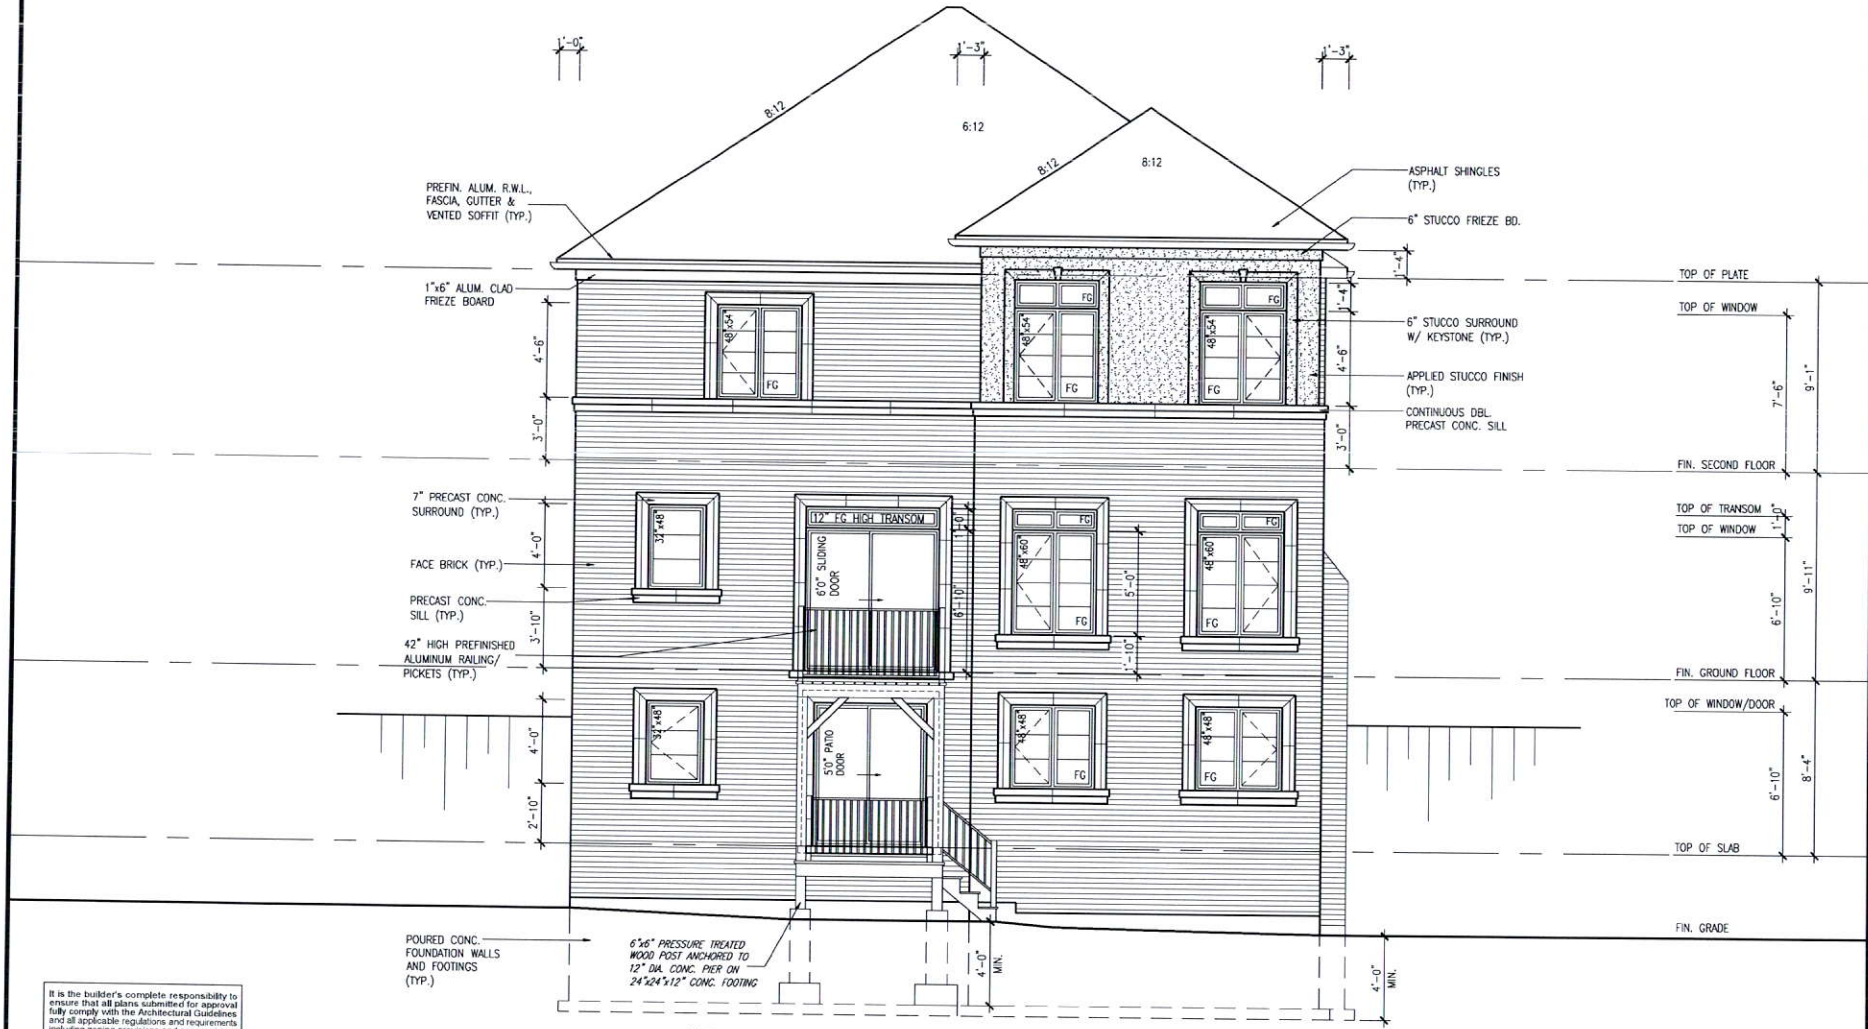 1'-0"
1'-3"
1'-3"
8:12
6:12
8:12
8:12
PREFIN. ALUM. R.W.L.,
FASCIA, GUTTER &
VENTED SOFFIT (TYP.)
ASPHALT SHINGLES
(TYP.)
6" STUCCO FRIEZE BD.
1'-4"
1"x6" ALUM. CLAD
FRIEZE BOARD
TOP OF PLATE
TOP OF WINDOW
FG
FG
1'-4"
48"x54"
48"x54"
48"x54"
6" STUCCO SURROUND
W/ KEYSTONE (TYP.)
4'-6"
4'-6"
FG
FG
FG
APPLIED STUCCO FINISH
(TYP.)
CONTINUOUS DBL.
PRECAST CONC. SILL
7'-6"
9'-1"
3'-0"
3'-0"
FIN. SECOND FLOOR
7" PRECAST CONC.
SURROUND (TYP.)
12" FG HIGH TRANSOM
1'-0"
FG
FG
TOP OF TRANSOM
1'-0"
TOP OF WINDOW
32"x48"
4'-0"
6'0" SLIDING
DOOR
48"x60"
48"x60"
FACE BRICK (TYP.)
5'-0"
6'-10"
PRECAST CONC.
SILL (TYP.)
3'-10"
FG
FG
6'-10"
9'-11"
42" HIGH PREFINISHED
ALUMINUM RAILING/
PICKETS (TYP.)
1'-10"
FIN. GROUND FLOOR
TOP OF WINDOW/DOOR
32"x48"
4'-0"
5'0" PATIO
DOOR
48"x48"
48"x48"
FG
FG
2'-10"
6'-10"
8'-4"
TOP OF SLAB
FIN. GRADE
POURED CONC.
FOUNDATION WALLS
AND FOOTINGS
(TYP.)
6"x6" PRESSURE TREATED
WOOD POST ANCHORED TO
12" DIA. CONC. PIER ON
24"x24"x12" CONC. FOOTING
4'-0"
MIN.
4'-0"
MIN.
It is the builder's complete responsibility to
ensure that all plans submitted for approval
fully comply with the Architectural Guidelines
and all applicable regulations and requirements